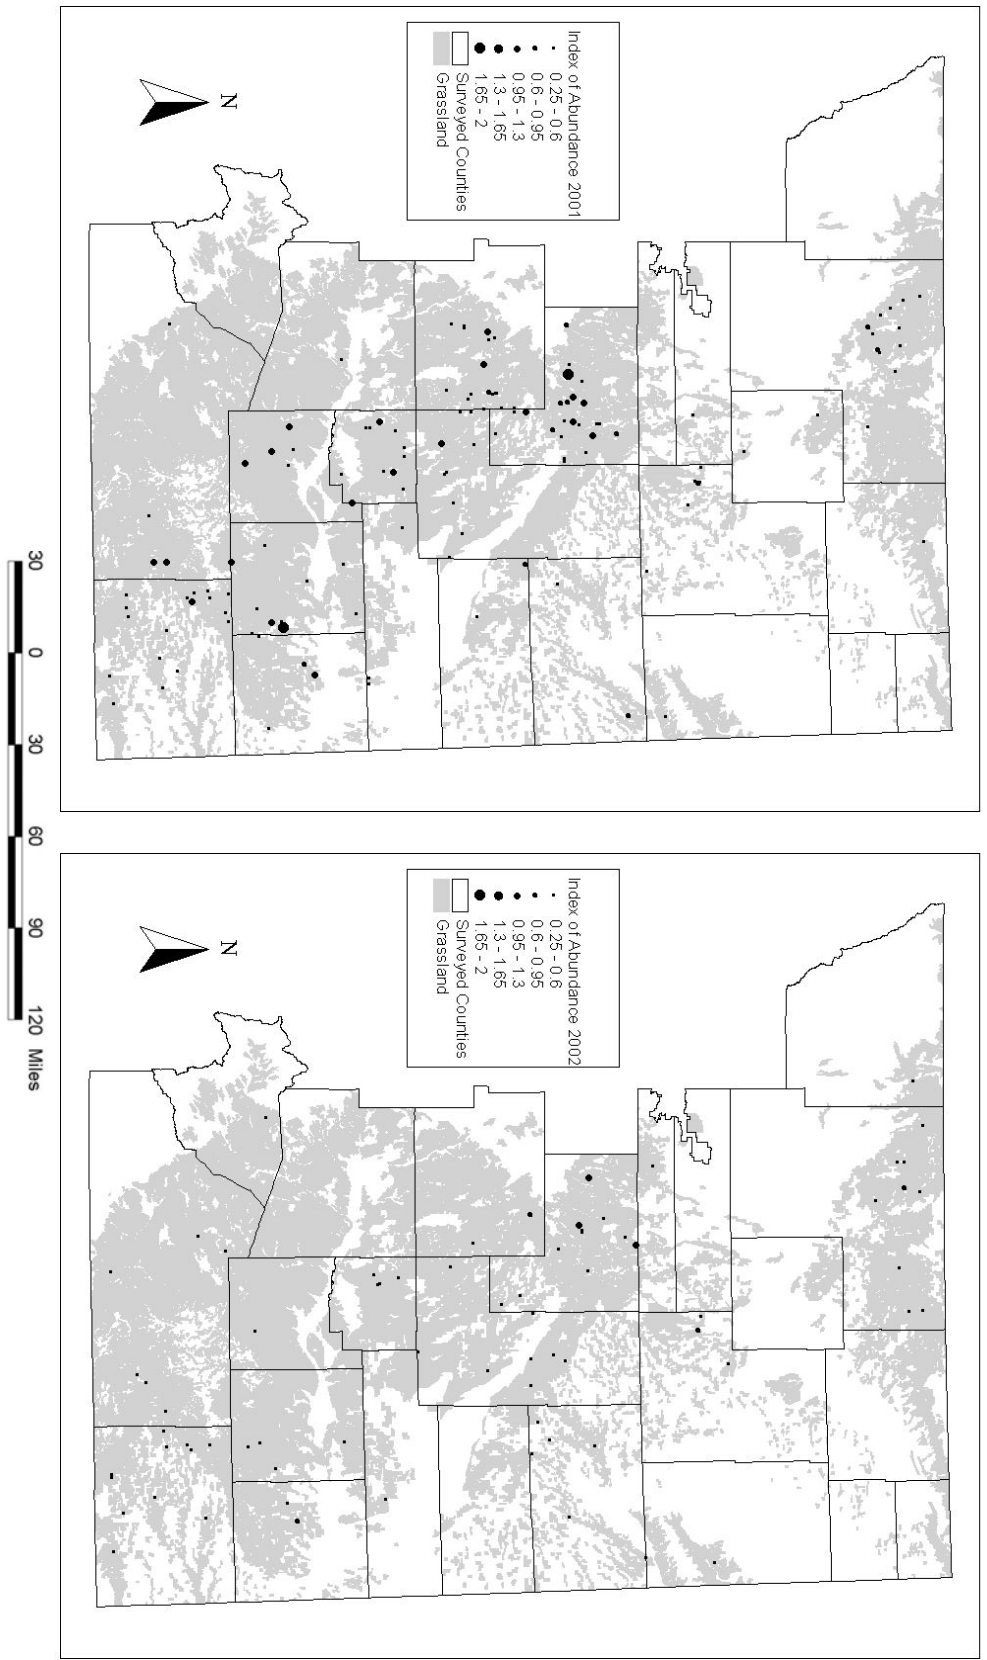 Index of Abundance 2001
0.25 - 0.6
0.6 - 0.95
0.95 - 1.3
1.3 - 1.65
1.65 - 2
Surveyed Counties
Grassland
N
Index of Abundance 2002
0.25 - 0.6
0.6 - 0.95
0.95 - 1.3
1.3 - 1.65
1.65 - 2
Surveyed Counties
Grassland
N
30 0 30 60 90 120 Miles